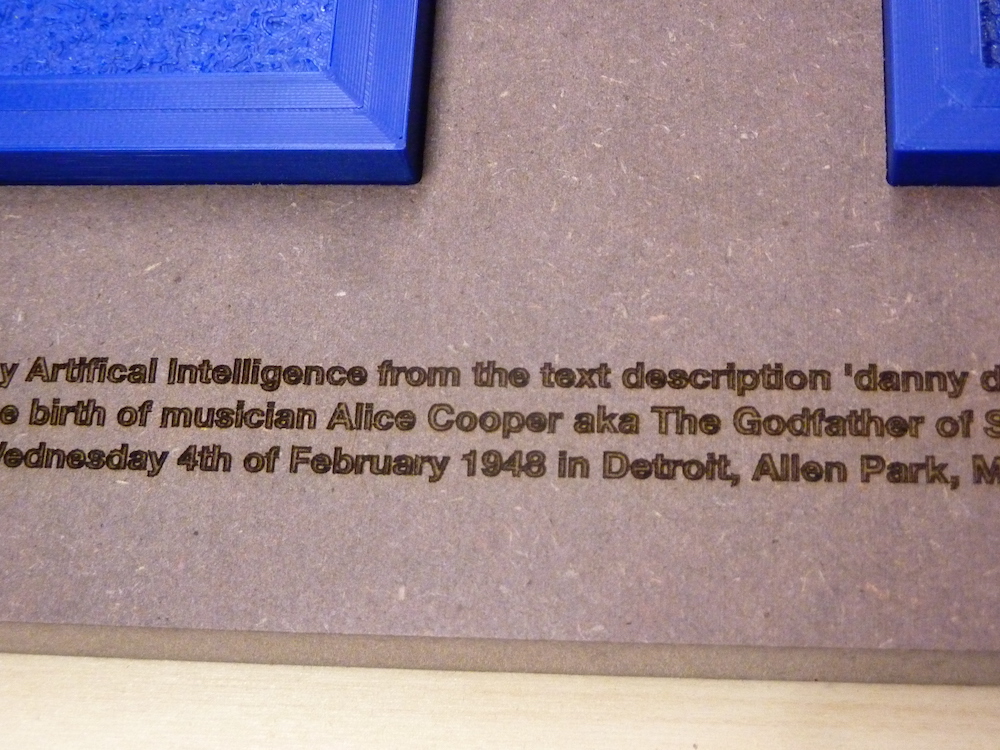 y Artifical Intelligence from the text description 'danny d
e birth of musician Alice Cooper aka The Godfather of S
Wednesday 4th of February 1948 in Detroit, Allen Park, M